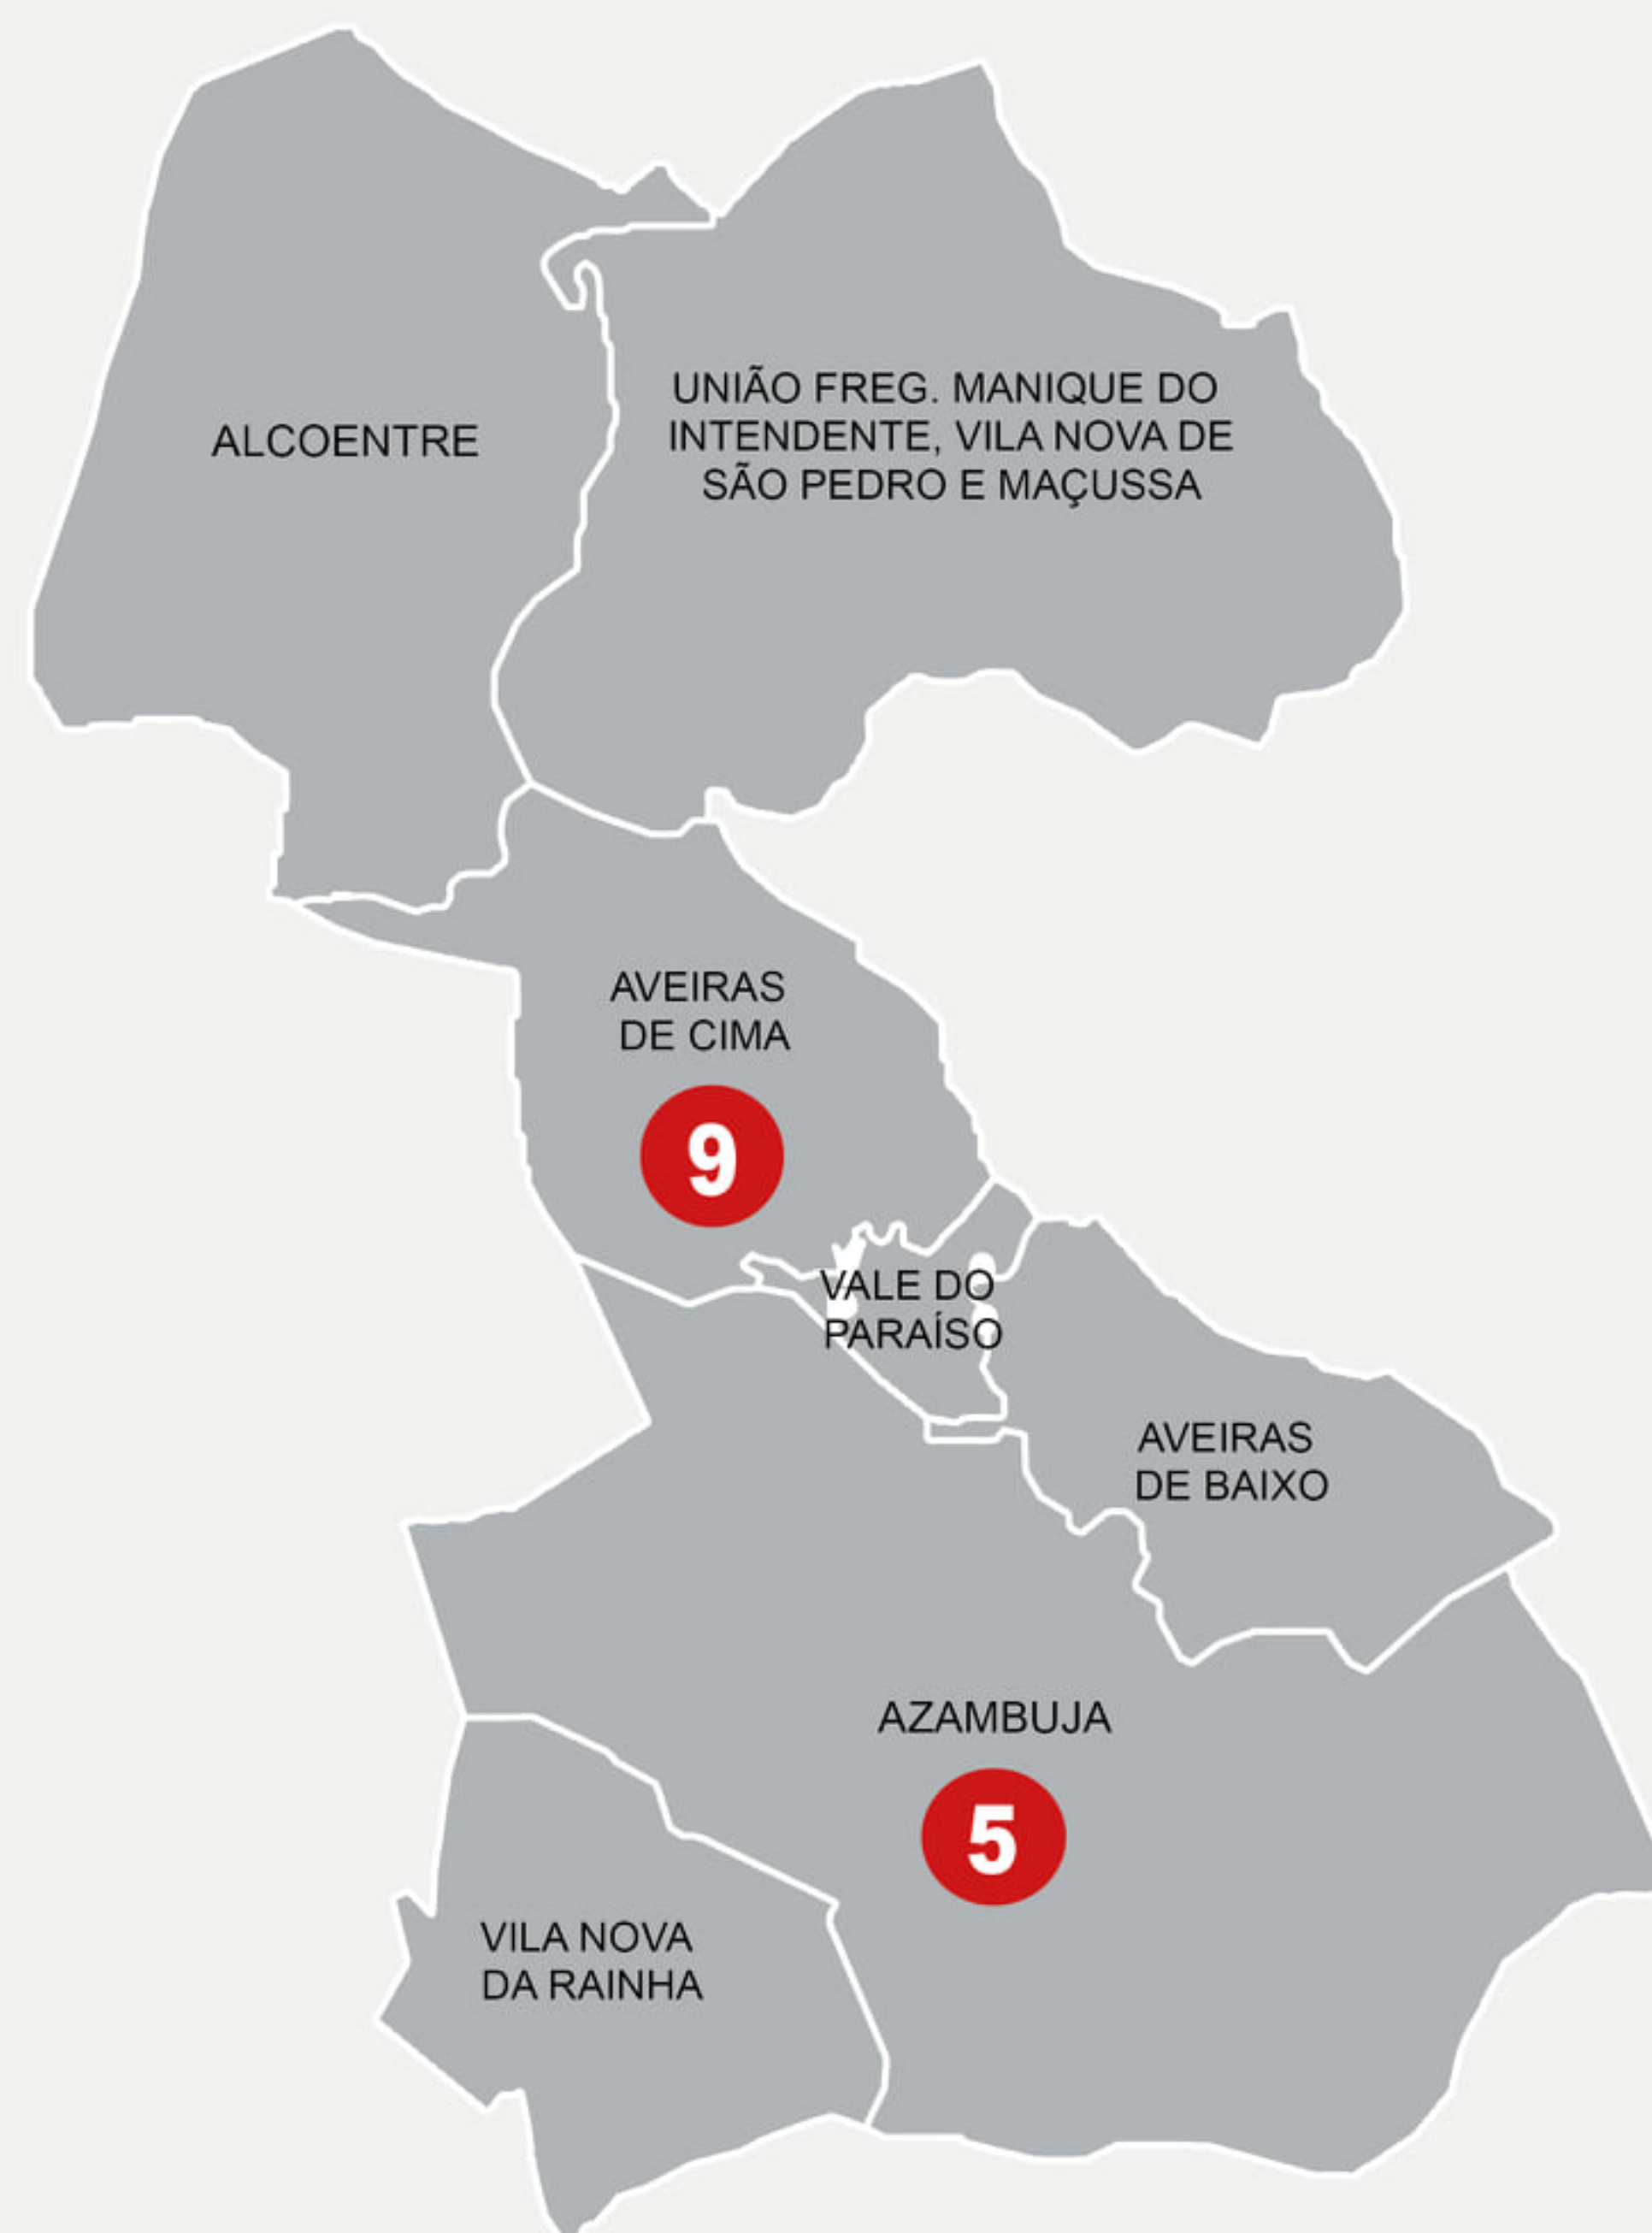 ALCOENTRE
UNIÃO FREG. MANIQUE DO
INTENDENTE, VILA NOVA DE
SÃO PEDRO E MAÇUSSA
AVEIRAS
DE CIMA
9
VALE DO
PARAÍSO
AVEIRAS
DE BAIXO
AZAMBUJA
5
VILA NOVA
DA RAINHA